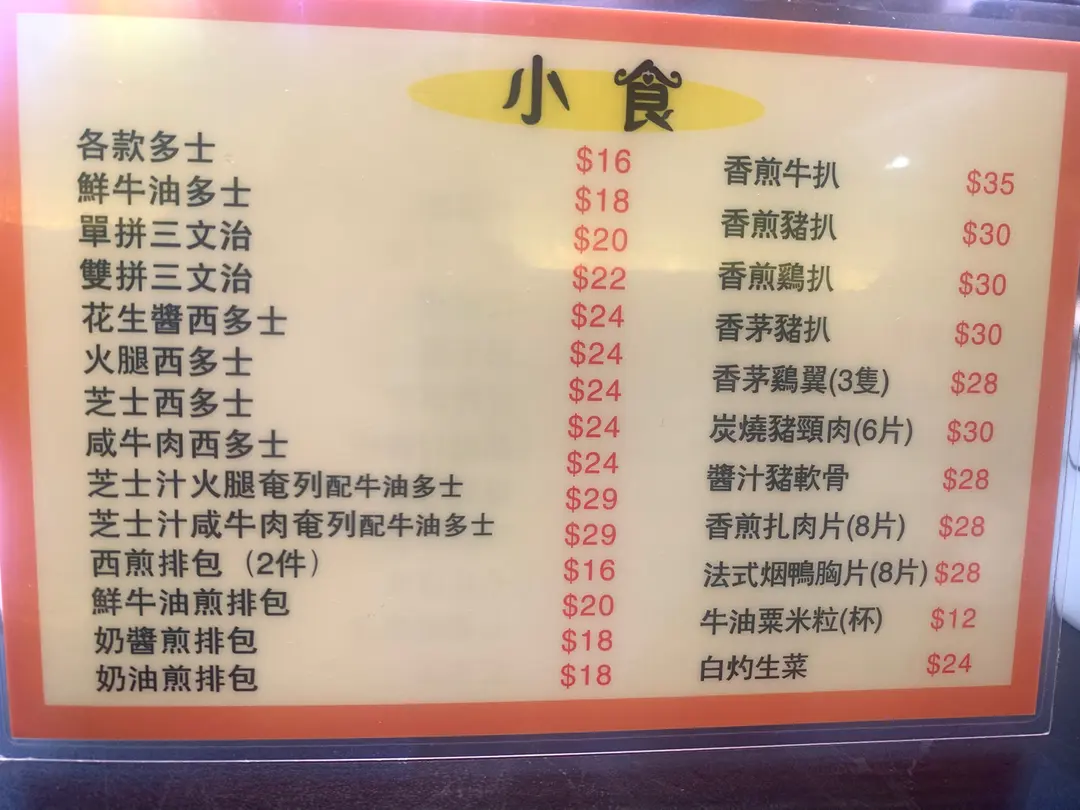 小食
各款多士
鮮牛油多士
單拼三文治
雙拼三文治
花生醬西多士
火腿西多士
芝士西多士
咸牛肉西多士
芝士汁火腿奄列配牛油多士
芝士汁咸牛肉奄列配牛油多士
西煎排包（2件）
鮮牛油煎排包
奶醬煎排包
奶油煎排包
$16
$18
$20
$22
$24
$24
$24
$24
$24
$29
$29
$16
$20
$18
$18
香煎牛扒 $35
香煎豬扒 $30
香煎鷄扒 $30
香茅豬扒 $30
香茅鷄翼(3隻) $28
炭燒豬頸肉(6片) $30
醬汁豬軟骨 $28
香煎扎肉片(8片) $28
法式烟鴨胸片(8片) $28
牛油粟米粒(杯) $12
白灼生菜 $24